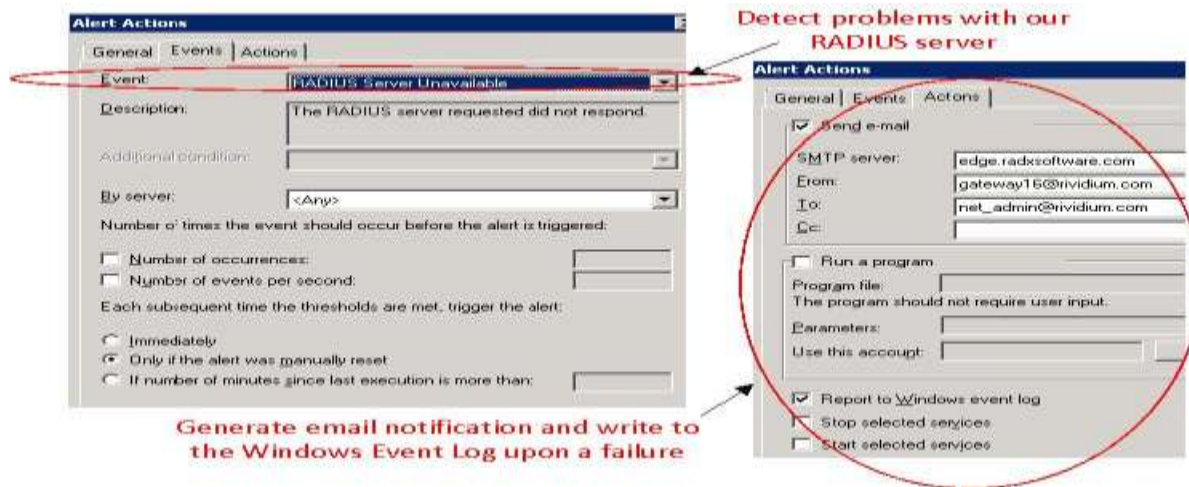 Alert Actions
General Events Actions
Event: RADIUS Server Unavailable
Description: The RADIUS server requested did not respond.
Additional condition:
By server: <Any>
Number of times the event should occur before the alert is triggered:
Number of occurrences:
Number of events per second:
Each subsequent time the thresholds are met, trigger the alert:
Immediately
Only if the alert was manually reset
If number of minutes since last execution is more than:
Detect problems with our
RADIUS server
Alert Actions
General Events Actions
Send e-mail
SMTP server: edge.radxsoftware.com
From: gateway16@rividium.com
To: net_admin@rividium.com
Cc:
Run a program
Program file:
The program should not require user input.
Parameters:
Use this account:
Report to Windows event log
Stop selected services
Start selected services
Generate email notification and write to
the Windows Event Log upon a failure